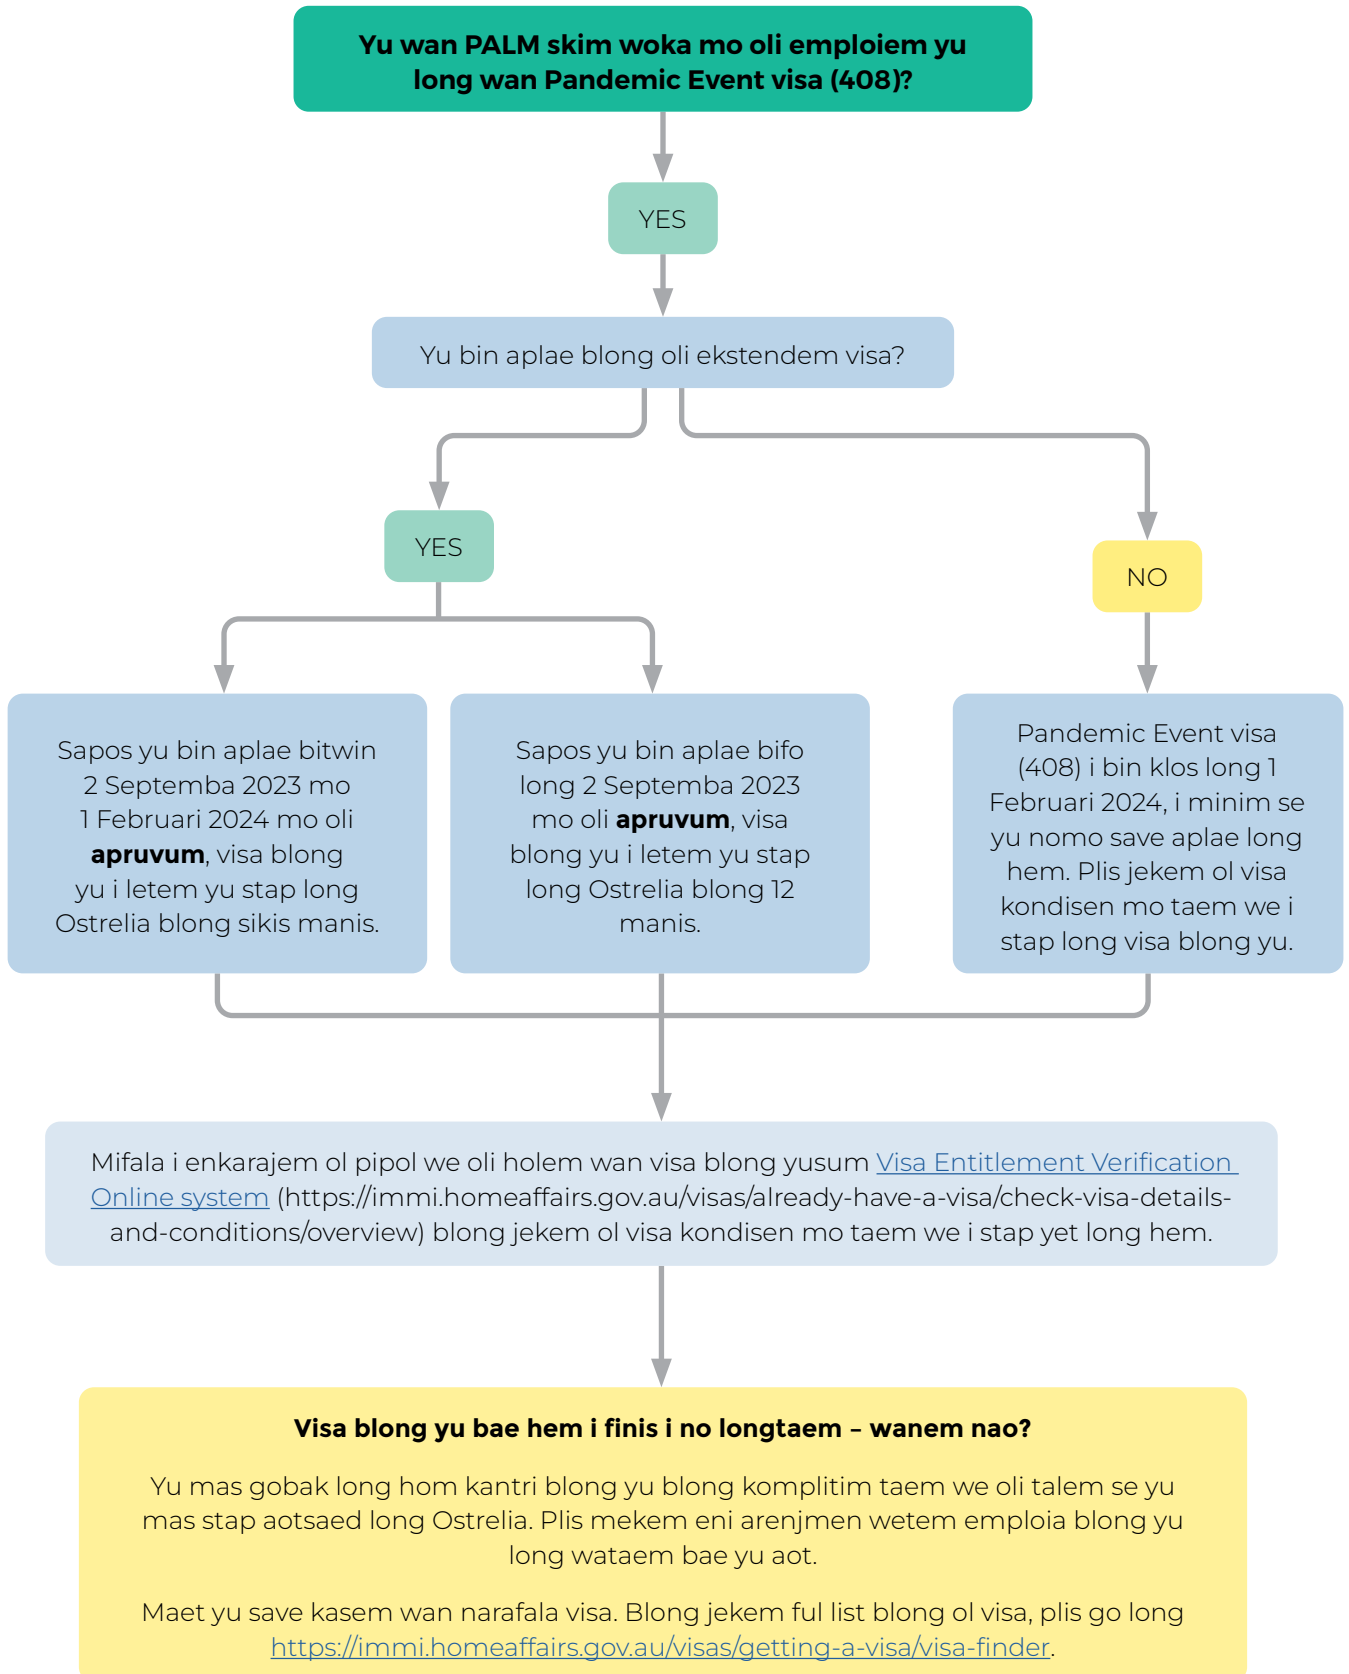 Yu wan PALM skim woka mo oli emploiem yu
long wan Pandemic Event visa (408)?
YES
Yu bin aplae blong oli ekstendem visa?
YES
NO
Sapos yu bin aplae bitwin
2 Septemba 2023 mo
1 Februari 2024 mo oli
apruvum, visa blong
yu i letem yu stap long
Ostrelia blong sikis manis.
Sapos yu bin aplae bifo
long 2 Septemba 2023
mo oli apruvum, visa
blong yu i letem yu stap
long Ostrelia blong 12
manis.
Pandemic Event visa
(408) i bin klos long 1
Februari 2024, i minim se
yu nomo save aplae long
hem. Plis jekem ol visa
kondisen mo taem we i
stap long visa blong yu.
Mifala i enkarajem ol pipol we oli holem wan visa blong yusum Visa Entitlement Verification
Online system (https://immi.homeaffairs.gov.au/visas/already-have-a-visa/check-visa-details-
and-conditions/overview) blong jekem ol visa kondisen mo taem we i stap yet long hem.
Visa blong yu bae hem i finis i no longtaem – wanem nao?
Yu mas gobak long hom kantri blong yu blong komplitim taem we oli talem se yu
mas stap aotsaed long Ostrelia. Plis mekem eni arenjmen wetem emploia blong yu
long wataem bae yu aot.
Maet yu save kasem wan narafala visa. Blong jekem ful list blong ol visa, plis go long
https://immi.homeaffairs.gov.au/visas/getting-a-visa/visa-finder.